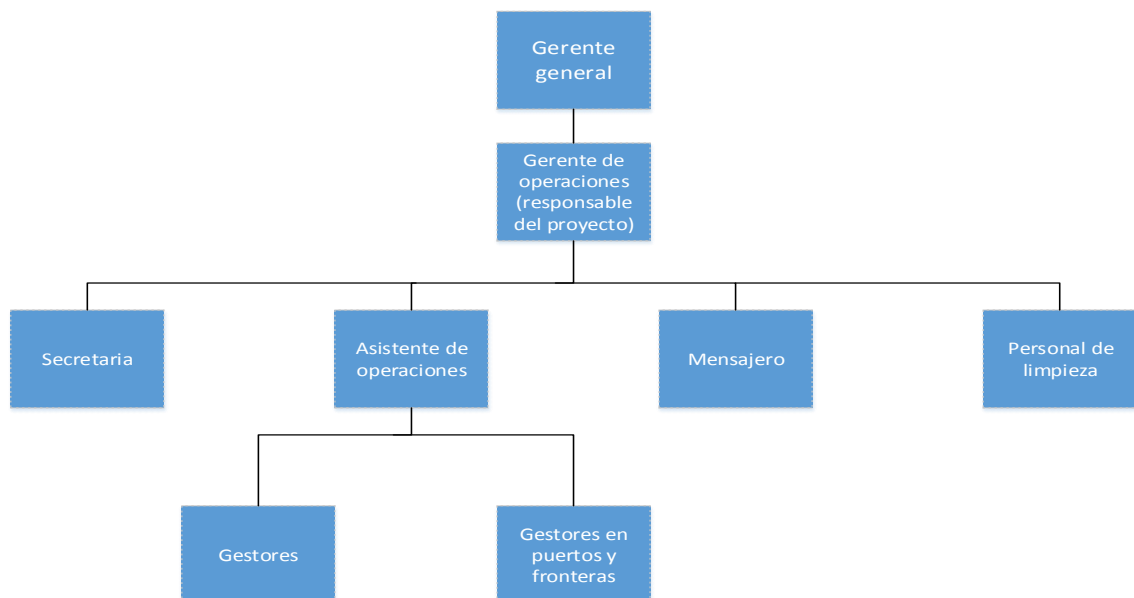 Gerente
general
Gerente de
operaciones
(responsable
del proyecto)
Secretaria
Asistente de
operaciones
Mensajero
Personal de
limpieza
Gestores
Gestores en
puertos y
fronteras